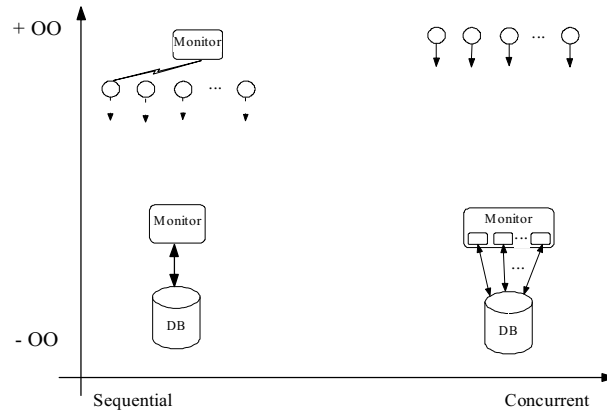 + OO
Monitor
...
...
Monitor
Monitor
...
...
DB
DB
- OO
Sequential
Concurrent